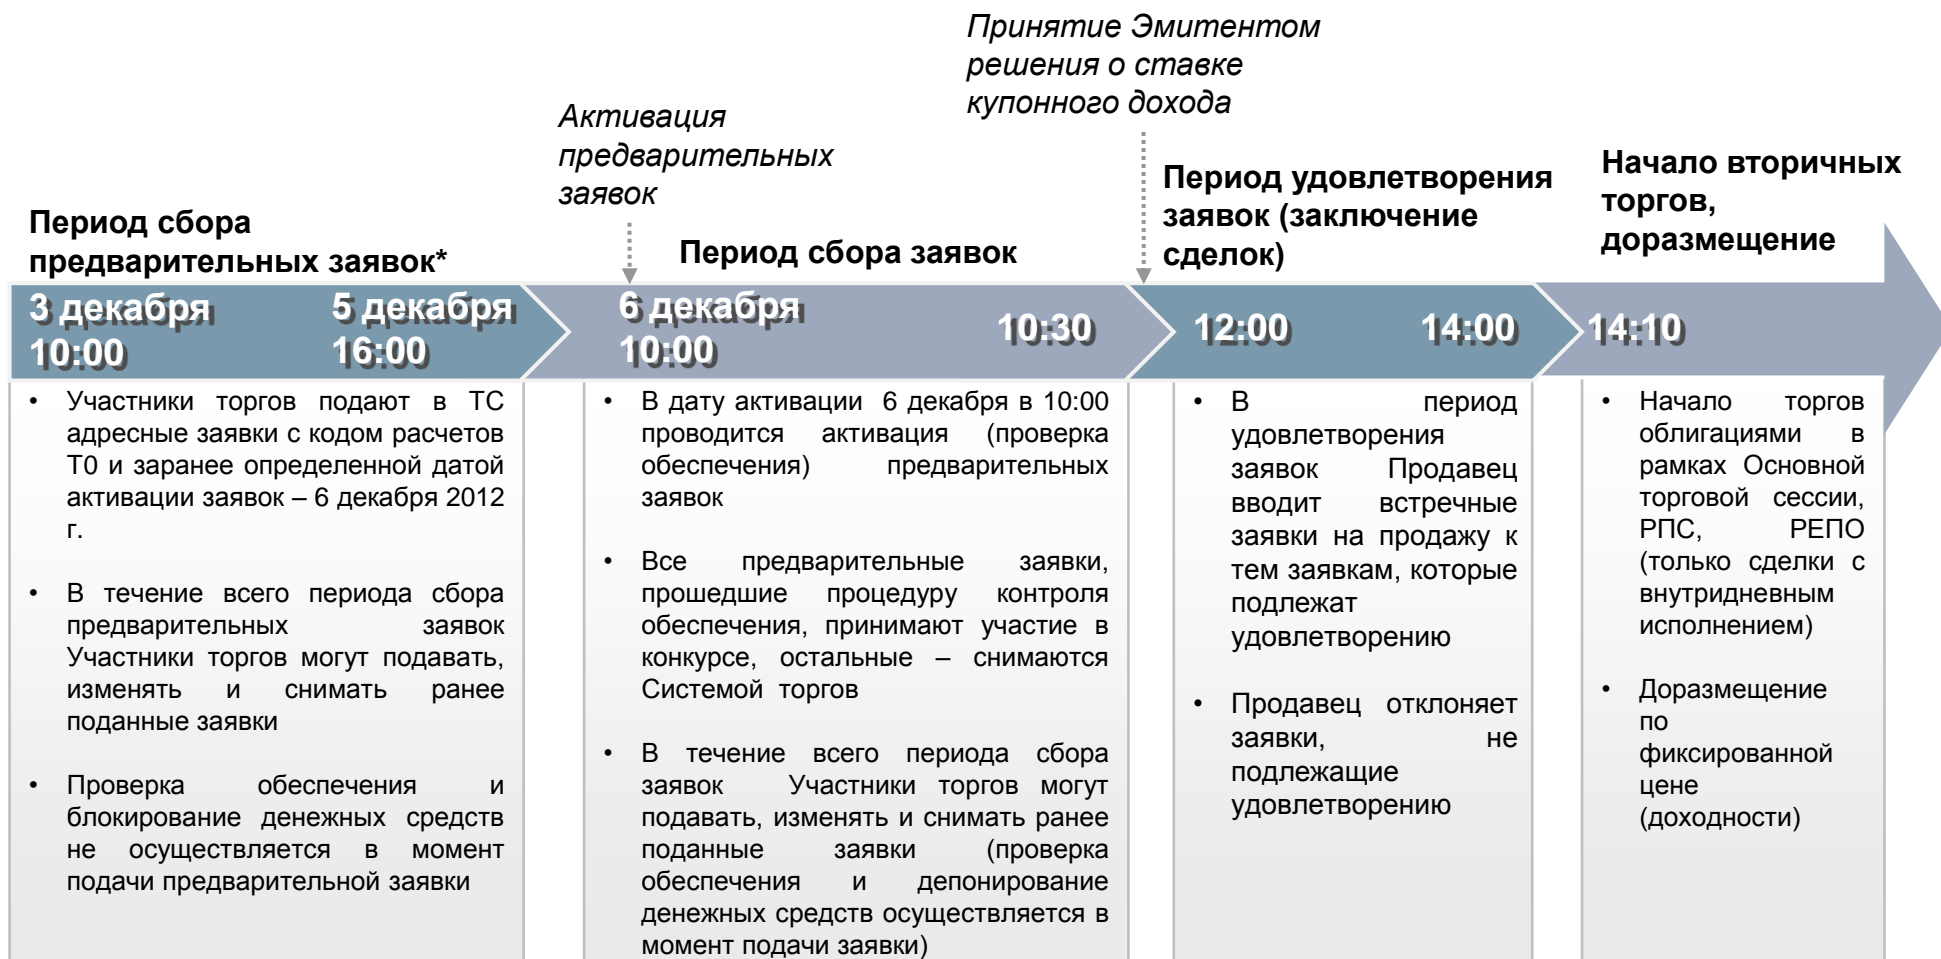 Принятие Эмитентом
решения о ставке
купонного дохода
Активация
предварительных
заявок
Период сбора
предварительных заявок*
Период сбора заявок
Период удовлетворения
заявок (заключение
сделок)
Начало вторичных
торгов,
доразмещение
3 декабря
10:00
5 декабря
16:00
6 декабря
10:00
10:30
12:00
14:00
14:10
• Участники торгов подают в ТС
адресные заявки с кодом расчетов
Т0 и заранее определенной датой
активации заявок – 6 декабря 2012
г.
• В течение всего периода сбора
предварительных заявок
Участники торгов могут подавать,
изменять и снимать ранее
поданные заявки
• Проверка обеспечения и
блокирование денежных средств
не осуществляется в момент
подачи предварительной заявки
• В дату активации 6 декабря в 10:00
проводится активация (проверка
обеспечения) предварительных
заявок
• Все предварительные заявки,
прошедшие процедуру контроля
обеспечения, принимают участие в
конкурсе, остальные – снимаются
Системой торгов
• В течение всего периода сбора
заявок Участники торгов могут
подавать, изменять и снимать ранее
поданные заявки (проверка
обеспечения и депонирование
денежных средств осуществляется в
момент подачи заявки)
• В период
удовлетворения
заявок Продавец
вводит встречные
заявки на продажу к
тем заявкам, которые
подлежат
удовлетворению
• Продавец отклоняет
заявки, не
подлежащие
удовлетворению
• Начало торгов
облигациями в
рамках Основной
торговой сессии,
РПС, РЕПО
(только сделки с
внутридневным
исполнением)
• Доразмещение
по
фиксированной
цене
(доходности)